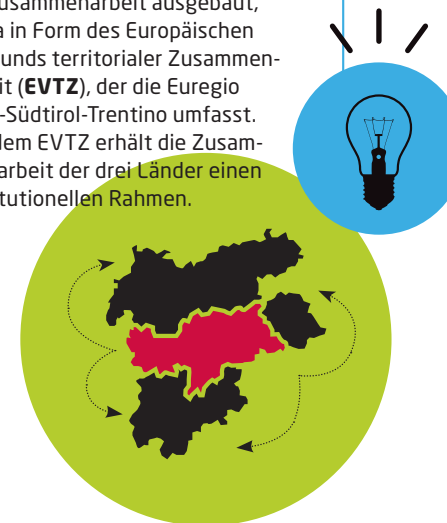 usammenarbeit ausgebaut,
a in Form des Europäischen
unds territorialer Zusammen-
it (EVTZ), der die Euregio
-Südtirol-Trentino umfasst.
dem EVTZ erhält die Zusam-
arbeit der drei Länder einen
tutionellen Rahmen.